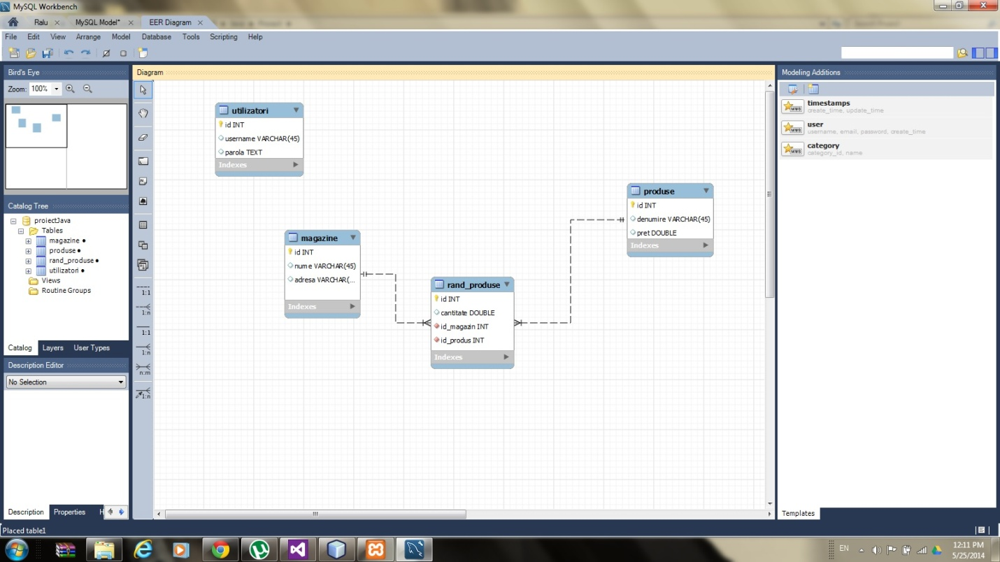 MySQL Workbench
Ralu
MySQL Model*
EER Diagram
File Edit View Arrange Model Database Tools Scripting Help
Bird's Eye
Zoom: 100%
Catalog Tree
proiectJava
Tables
magazine
produse
rand_produse
utilizatori
Views
Routine Groups
Catalog Layers User Types
Description Editor
No Selection
Description Properties H
Placed table1
Diagram
1:1
1:n
1:1
1:n
n:m
1:n
utilizatori
id INT
username VARCHAR(45)
parola TEXT
Indexes
magazine
id INT
nume VARCHAR(45)
adresa VARCHAR(...
Indexes
rand_produse
id INT
cantitate DOUBLE
id_magazin INT
id_produs INT
Indexes
produse
id INT
denumire VARCHAR(45)
pret DOUBLE
Indexes
Modeling Additions
timestamps
create_time, update_time
user
username, email, password, create_time
category
category_id, name
Templates
EN
12:11 PM
5/25/2014